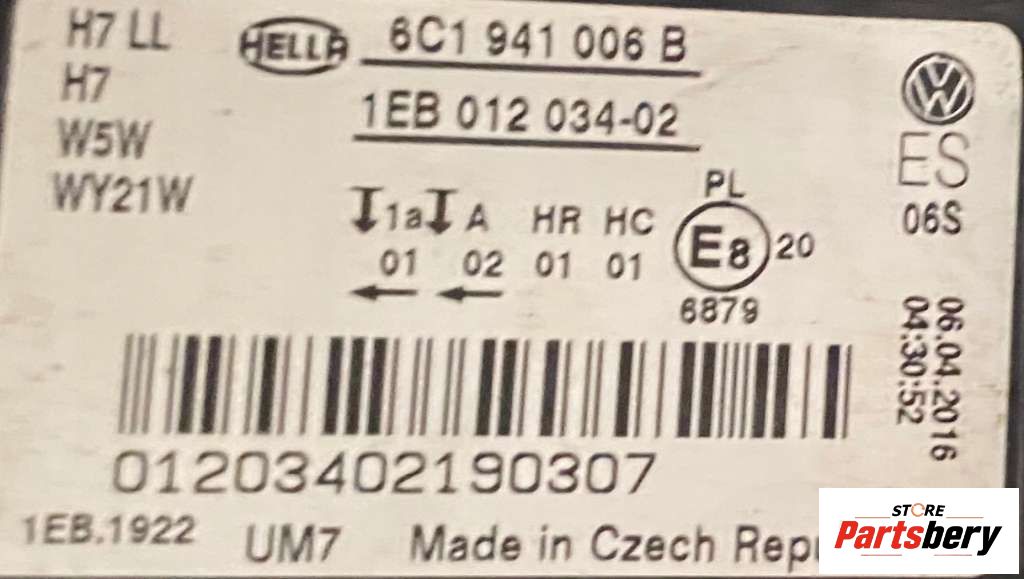 H7 LL
H7
W5W
WY21W
HELLA
6C1 941 006 B
1EB 012 034-02
1a A HR HC
01 02 01 01
PL
E8 20
6879
ES
06S
06.04.2016
04:30:52
01203402190307
1EB.1922 UM7 Made in Czech Rep
STORE
Partsbery